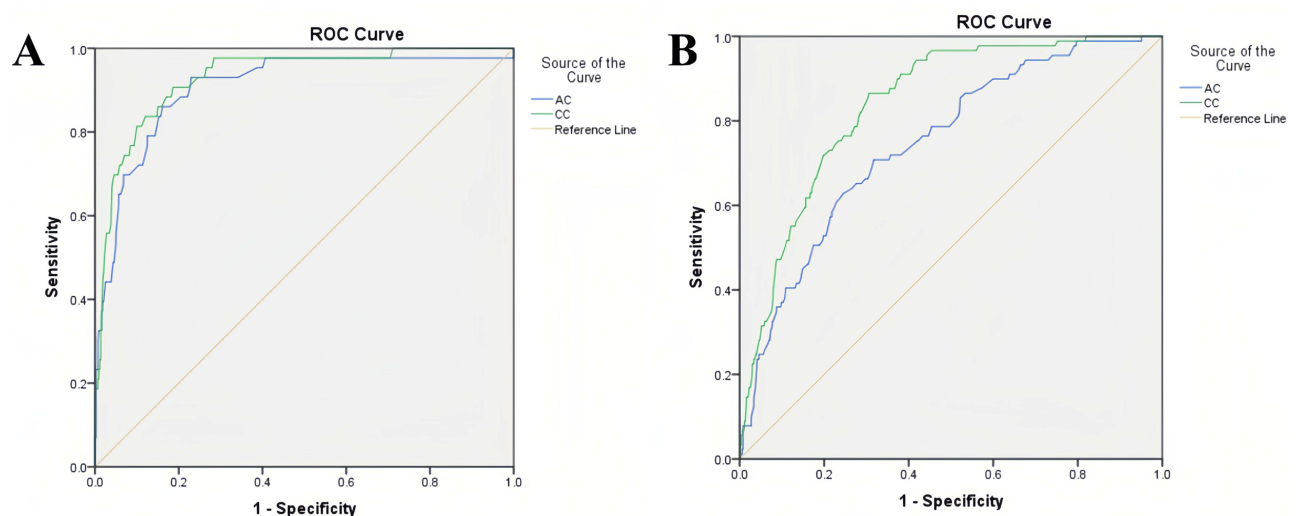 A
ROC Curve
Sensitivity
1.0
0.8
0.6
0.4
0.2
0.0
0.0 0.2 0.4 0.6 0.8 1.0
1 - Specificity
Source of the
Curve
AC
CC
Reference Line
B
ROC Curve
Sensitivity
1.0
0.8
0.6
0.4
0.2
0.0
0.0 0.2 0.4 0.6 0.8 1.0
1 - Specificity
Source of the
Curve
AC
CC
Reference Line